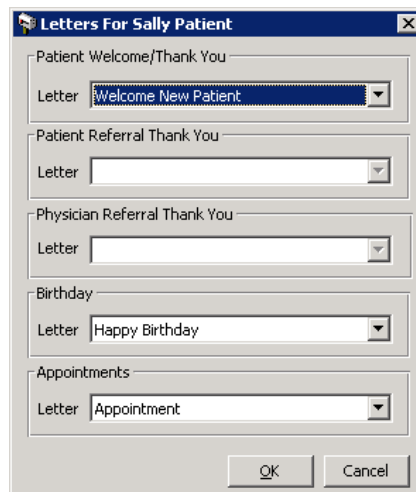 Letters For Sally Patient
Patient Welcome/Thank You
Letter Welcome New Patient
Patient Referral Thank You
Letter
Physician Referral Thank You
Letter
Birthday
Letter Happy Birthday
Appointments
Letter Appointment
OK Cancel